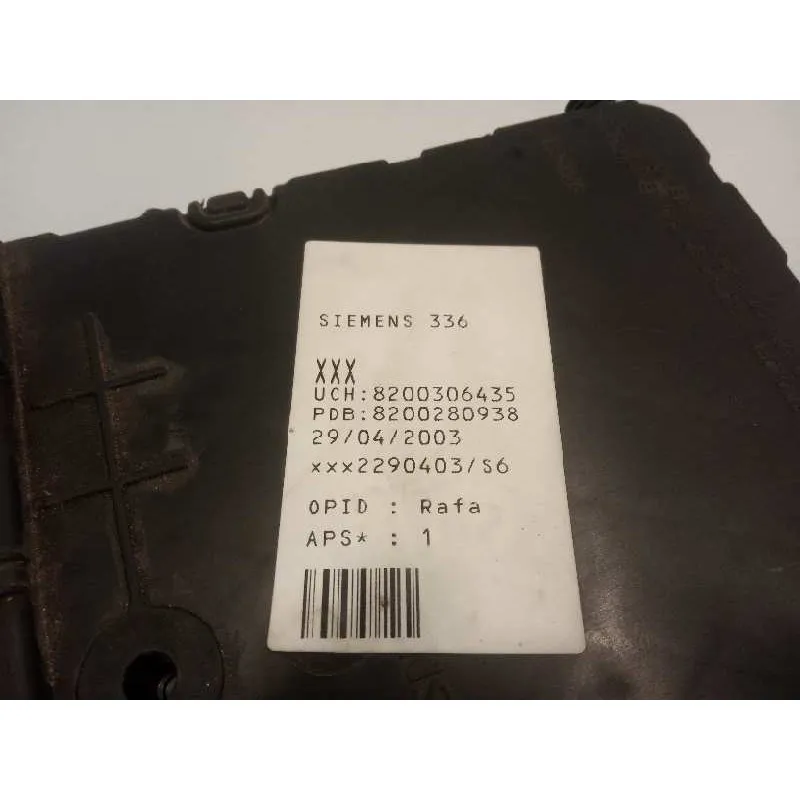 SIEMENS 336
XXX
UCH:8200306435
PDB:8200280938
29/04/2003
xxx2290403/S6
OPID : Rafa
APS* : 1